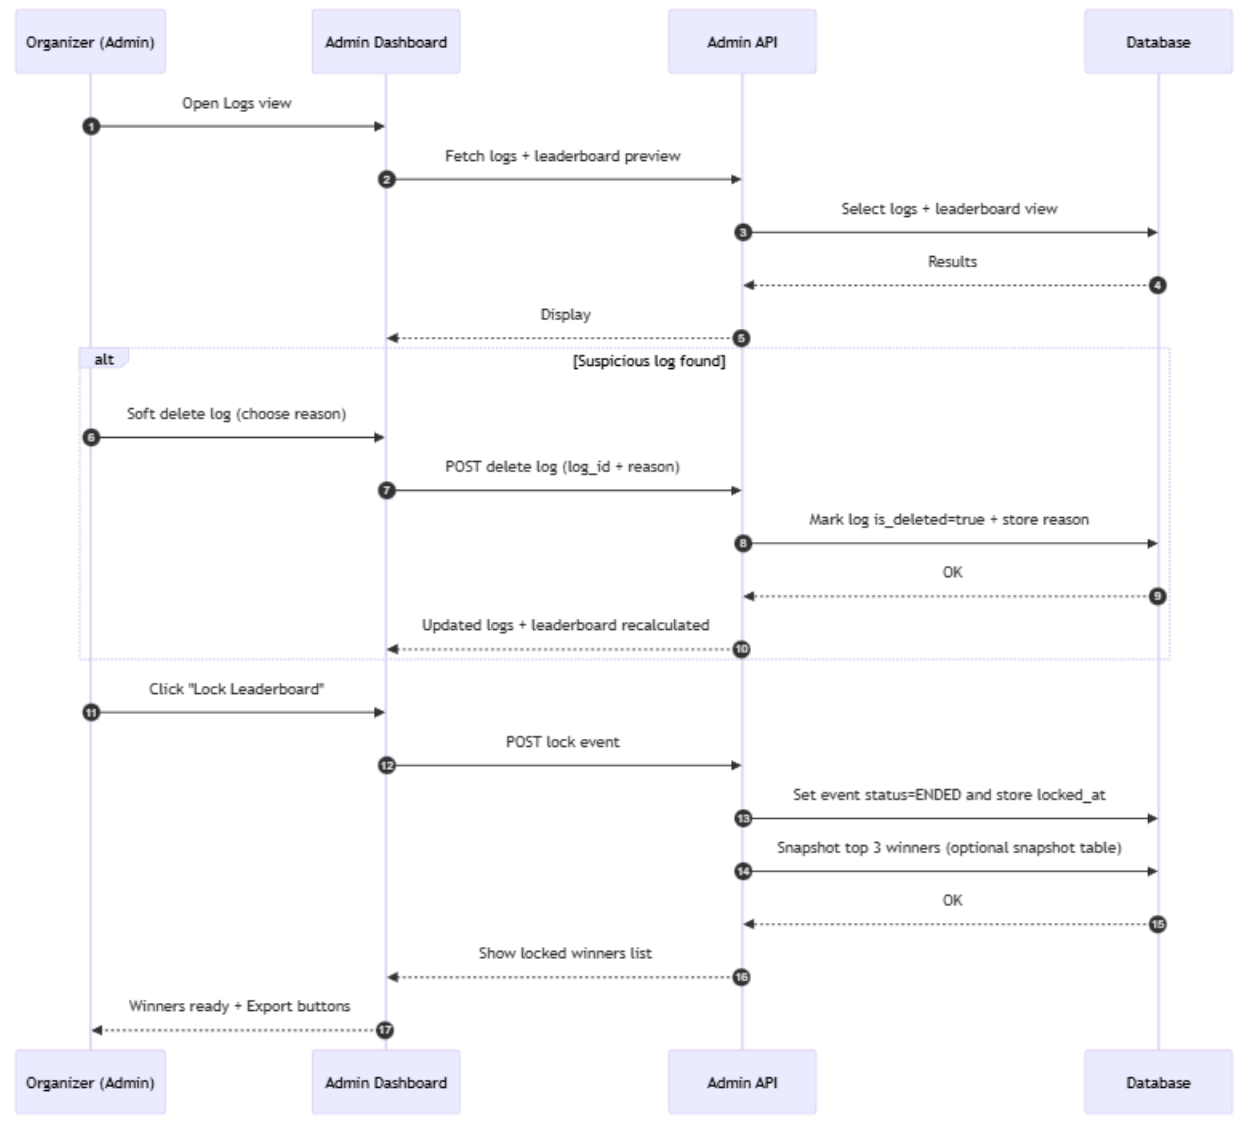 Organizer (Admin)
Admin Dashboard
Admin API
Database
Open Logs view
1
Fetch logs + leaderboard preview
2
Select logs + leaderboard view
3
Results
4
Display
5
alt
[Suspicious log found]
Soft delete log (choose reason)
6
POST delete log (log_id + reason)
7
Mark log is_deleted=true + store reason
8
OK
9
Updated logs + leaderboard recalculated
10
Click "Lock Leaderboard"
11
POST lock event
12
Set event status=ENDED and store locked_at
13
Snapshot top 3 winners (optional snapshot table)
14
OK
15
Show locked winners list
16
Winners ready + Export buttons
17
Organizer (Admin)
Admin Dashboard
Admin API
Database